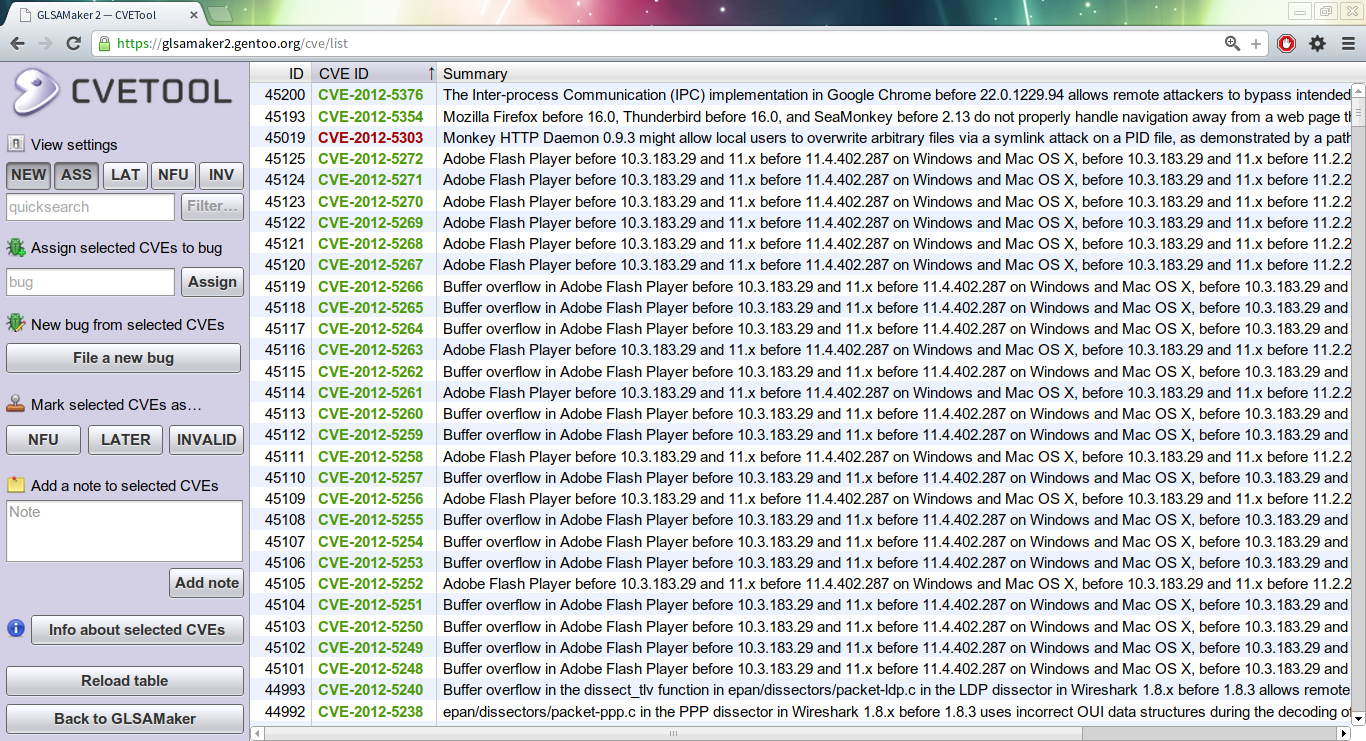 GLSAMaker 2 — CVETool
https://glsamaker2.gentoo.org/cve/list
CVETOOL
View settings
NEW ASS LAT NFU INV
quicksearch Filter...
Assign selected CVEs to bug
bug Assign
New bug from selected CVEs
File a new bug
Mark selected CVEs as...
NFU LATER INVALID
Add a note to selected CVEs
Note
Add note
Info about selected CVEs
Reload table
Back to GLSAMaker
ID CVE ID ↑ Summary
45200 CVE-2012-5376 The Inter-process Communication (IPC) implementation in Google Chrome before 22.0.1229.94 allows remote attackers to bypass intended
45193 CVE-2012-5354 Mozilla Firefox before 16.0, Thunderbird before 16.0, and SeaMonkey before 2.13 do not properly handle navigation away from a web page th
45019 CVE-2012-5303 Monkey HTTP Daemon 0.9.3 might allow local users to overwrite arbitrary files via a symlink attack on a PID file, as demonstrated by a path
45125 CVE-2012-5272 Adobe Flash Player before 10.3.183.29 and 11.x before 11.4.402.287 on Windows and Mac OS X, before 10.3.183.29 and 11.x before 11.2.2
45124 CVE-2012-5271 Adobe Flash Player before 10.3.183.29 and 11.x before 11.4.402.287 on Windows and Mac OS X, before 10.3.183.29 and 11.x before 11.2.2
45123 CVE-2012-5270 Adobe Flash Player before 10.3.183.29 and 11.x before 11.4.402.287 on Windows and Mac OS X, before 10.3.183.29 and 11.x before 11.2.2
45122 CVE-2012-5269 Adobe Flash Player before 10.3.183.29 and 11.x before 11.4.402.287 on Windows and Mac OS X, before 10.3.183.29 and 11.x before 11.2.2
45121 CVE-2012-5268 Adobe Flash Player before 10.3.183.29 and 11.x before 11.4.402.287 on Windows and Mac OS X, before 10.3.183.29 and 11.x before 11.2.2
45120 CVE-2012-5267 Adobe Flash Player before 10.3.183.29 and 11.x before 11.4.402.287 on Windows and Mac OS X, before 10.3.183.29 and 11.x before 11.2.2
45119 CVE-2012-5266 Buffer overflow in Adobe Flash Player before 10.3.183.29 and 11.x before 11.4.402.287 on Windows and Mac OS X, before 10.3.183.29 and
45118 CVE-2012-5265 Buffer overflow in Adobe Flash Player before 10.3.183.29 and 11.x before 11.4.402.287 on Windows and Mac OS X, before 10.3.183.29 and
45117 CVE-2012-5264 Buffer overflow in Adobe Flash Player before 10.3.183.29 and 11.x before 11.4.402.287 on Windows and Mac OS X, before 10.3.183.29 and
45116 CVE-2012-5263 Adobe Flash Player before 10.3.183.29 and 11.x before 11.4.402.287 on Windows and Mac OS X, before 10.3.183.29 and 11.x before 11.2.2
45115 CVE-2012-5262 Buffer overflow in Adobe Flash Player before 10.3.183.29 and 11.x before 11.4.402.287 on Windows and Mac OS X, before 10.3.183.29 and
45114 CVE-2012-5261 Adobe Flash Player before 10.3.183.29 and 11.x before 11.4.402.287 on Windows and Mac OS X, before 10.3.183.29 and 11.x before 11.2.2
45113 CVE-2012-5260 Buffer overflow in Adobe Flash Player before 10.3.183.29 and 11.x before 11.4.402.287 on Windows and Mac OS X, before 10.3.183.29 and
45112 CVE-2012-5259 Buffer overflow in Adobe Flash Player before 10.3.183.29 and 11.x before 11.4.402.287 on Windows and Mac OS X, before 10.3.183.29 and
45111 CVE-2012-5258 Adobe Flash Player before 10.3.183.29 and 11.x before 11.4.402.287 on Windows and Mac OS X, before 10.3.183.29 and 11.x before 11.2.2
45110 CVE-2012-5257 Buffer overflow in Adobe Flash Player before 10.3.183.29 and 11.x before 11.4.402.287 on Windows and Mac OS X, before 10.3.183.29 and
45109 CVE-2012-5256 Adobe Flash Player before 10.3.183.29 and 11.x before 11.4.402.287 on Windows and Mac OS X, before 10.3.183.29 and 11.x before 11.2.2
45108 CVE-2012-5255 Buffer overflow in Adobe Flash Player before 10.3.183.29 and 11.x before 11.4.402.287 on Windows and Mac OS X, before 10.3.183.29 and
45107 CVE-2012-5254 Buffer overflow in Adobe Flash Player before 10.3.183.29 and 11.x before 11.4.402.287 on Windows and Mac OS X, before 10.3.183.29 and
45106 CVE-2012-5253 Buffer overflow in Adobe Flash Player before 10.3.183.29 and 11.x before 11.4.402.287 on Windows and Mac OS X, before 10.3.183.29 and
45105 CVE-2012-5252 Adobe Flash Player before 10.3.183.29 and 11.x before 11.4.402.287 on Windows and Mac OS X, before 10.3.183.29 and 11.x before 11.2.2
45104 CVE-2012-5251 Buffer overflow in Adobe Flash Player before 10.3.183.29 and 11.x before 11.4.402.287 on Windows and Mac OS X, before 10.3.183.29 and
45103 CVE-2012-5250 Buffer overflow in Adobe Flash Player before 10.3.183.29 and 11.x before 11.4.402.287 on Windows and Mac OS X, before 10.3.183.29 and
45102 CVE-2012-5249 Buffer overflow in Adobe Flash Player before 10.3.183.29 and 11.x before 11.4.402.287 on Windows and Mac OS X, before 10.3.183.29 and
45101 CVE-2012-5248 Buffer overflow in Adobe Flash Player before 10.3.183.29 and 11.x before 11.4.402.287 on Windows and Mac OS X, before 10.3.183.29 and
44993 CVE-2012-5240 Buffer overflow in the dissect_tlv function in epan/dissectors/packet-ldp.c in the LDP dissector in Wireshark 1.8.x before 1.8.3 allows remote
44992 CVE-2012-5238 epan/dissectors/packet-ppp.c in the PPP dissector in Wireshark 1.8.x before 1.8.3 uses incorrect OUI data structures during the decoding of